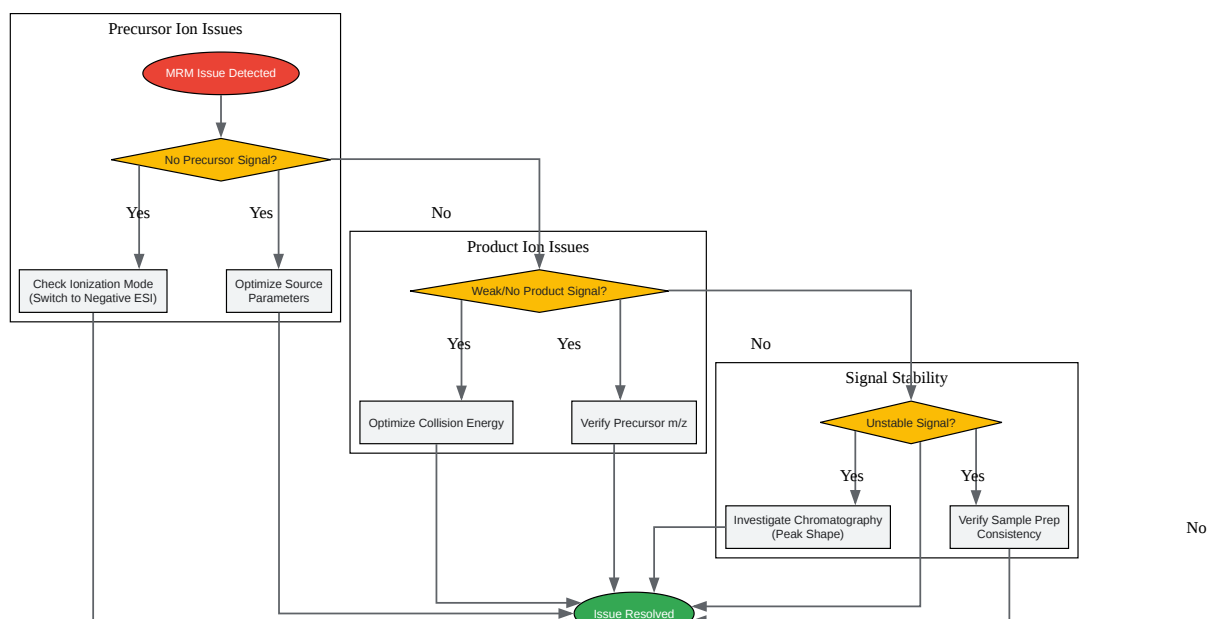 Precursor Ion Issues
MRM Issue Detected
No Precursor Signal?
Yes
Yes
No
Check Ionization Mode
(Switch to Negative ESI)
Optimize Source
Parameters
Product Ion Issues
Weak/No Product Signal?
Yes
Yes
No
Optimize Collision Energy
Verify Precursor m/z
Signal Stability
Unstable Signal?
Yes
Yes
No
Investigate Chromatography
(Peak Shape)
Verify Sample Prep
Consistency
Issue Resolved